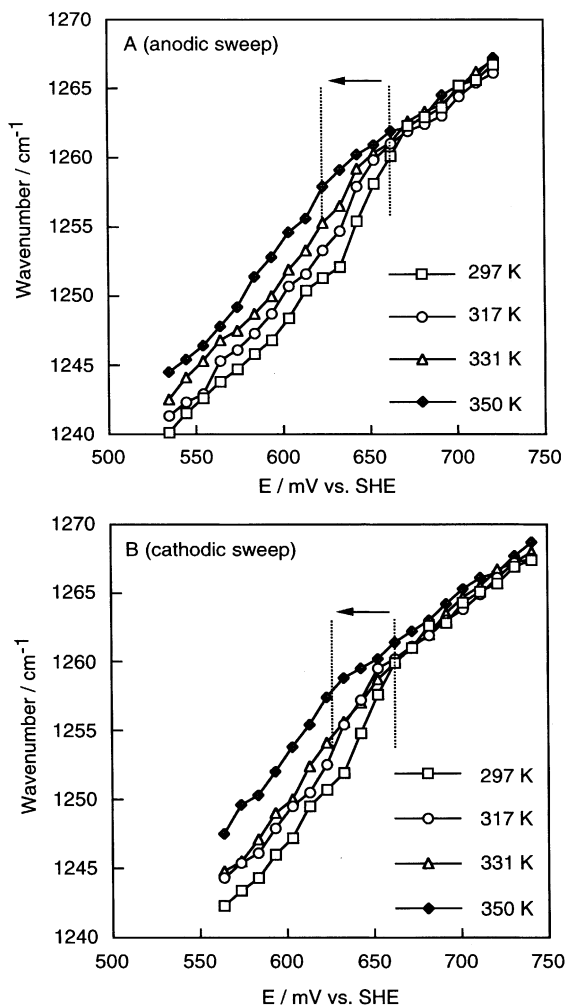 1270
A (anodic sweep)
1265
1260
1255
1250
1245
1240
Wavenumber / cm⁻¹
297 K
317 K
331 K
350 K
500 550 600 650 700 750
E / mV vs. SHE
1270
B (cathodic sweep)
1265
1260
1255
1250
1245
1240
Wavenumber / cm⁻¹
297 K
317 K
331 K
350 K
500 550 600 650 700 750
E / mV vs. SHE